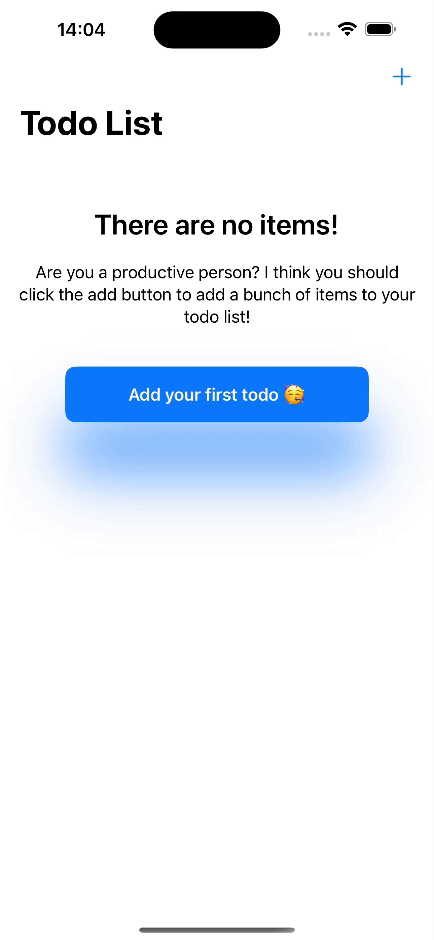 14:04
Todo List
There are no items!
Are you a productive person? I think you should
click the add button to add a bunch of items to your
todo list!
Add your first todo 🥳